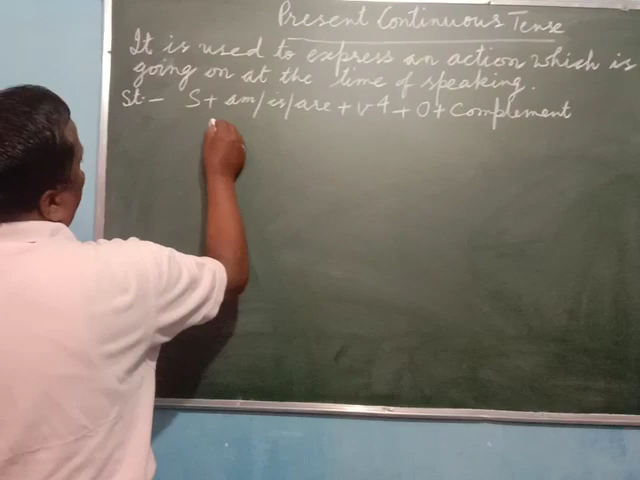 Present Continuous Tense
It is used to express an action which is
going on at the time of speaking.
St:- S+ am/is/are + v4 + O + Complement